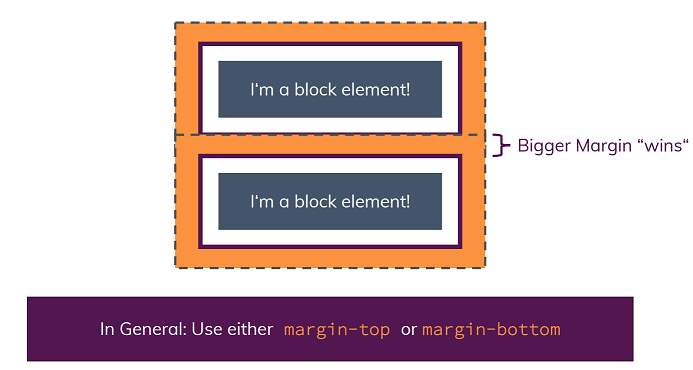 I‘m a block element!
Bigger Margin “wins“
I‘m a block element!
In General: Use either margin-top or margin-bottom